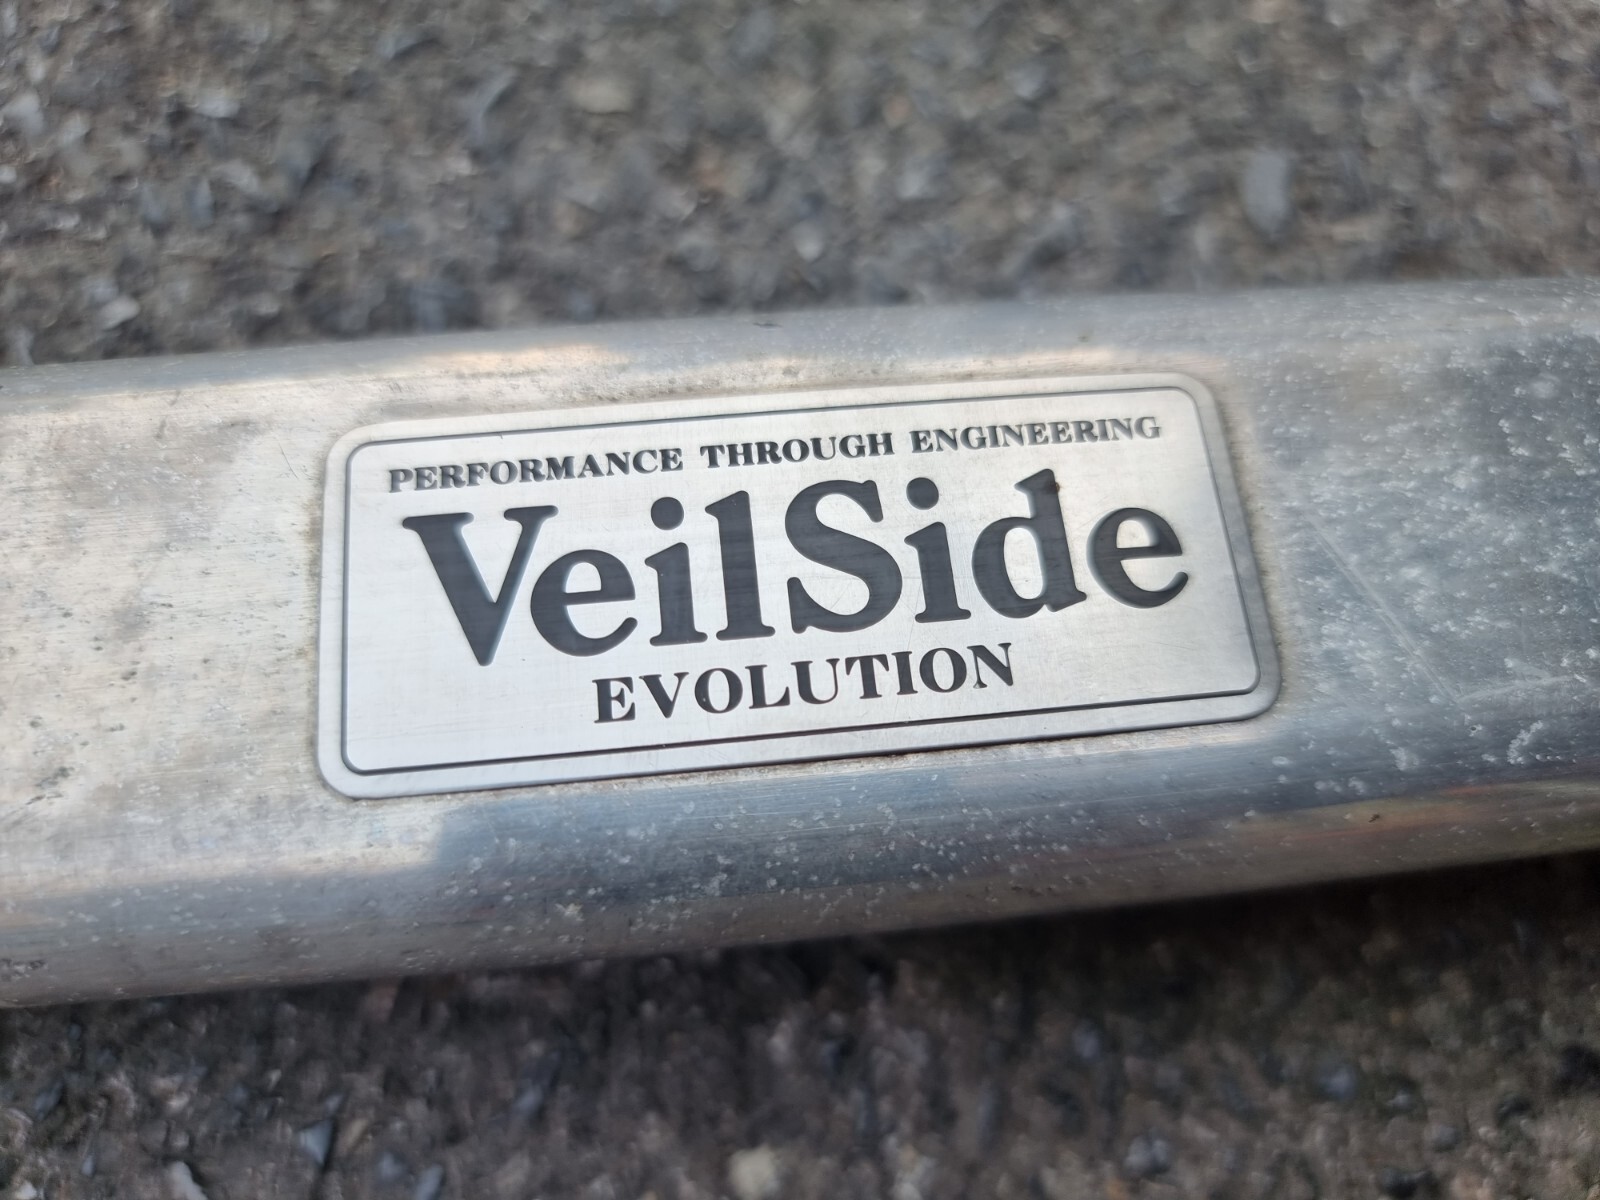 PERFORMANCE THROUGH ENGINEERING
VeilSide
EVOLUTION